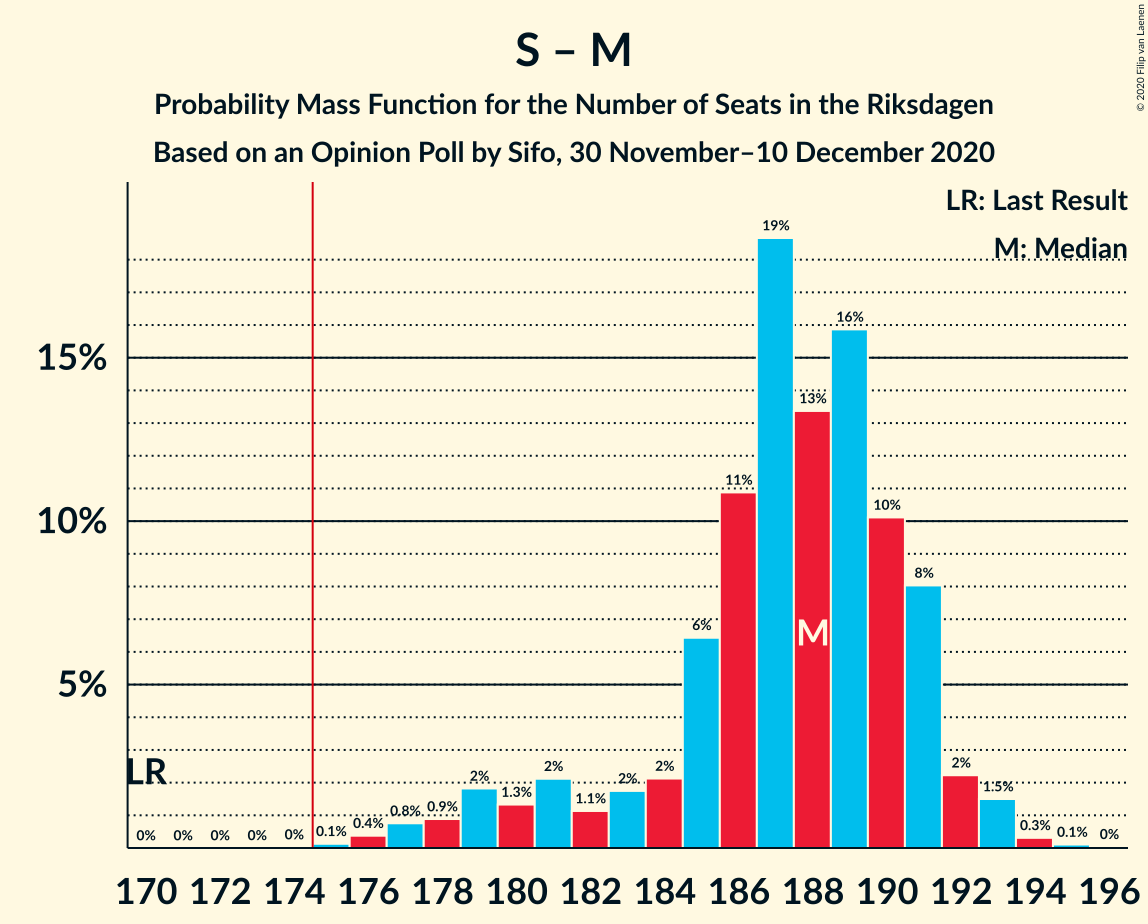 S – M
Probability Mass Function for the Number of Seats in the Riksdagen
Based on an Opinion Poll by Sifo, 30 November–10 December 2020
© 2020 Filip van Laenen
LR: Last Result
M: Median
15%
10%
5%
LR
0% 0% 0% 0% 0% 0.1% 0.4% 0.8% 0.9% 2% 1.3% 2% 1.1% 2% 2% 6% 11% 19% 13% 16% 10% 8% 2% 1.5% 0.3% 0.1% 0%
M
170 172 174 176 178 180 182 184 186 188 190 192 194 196